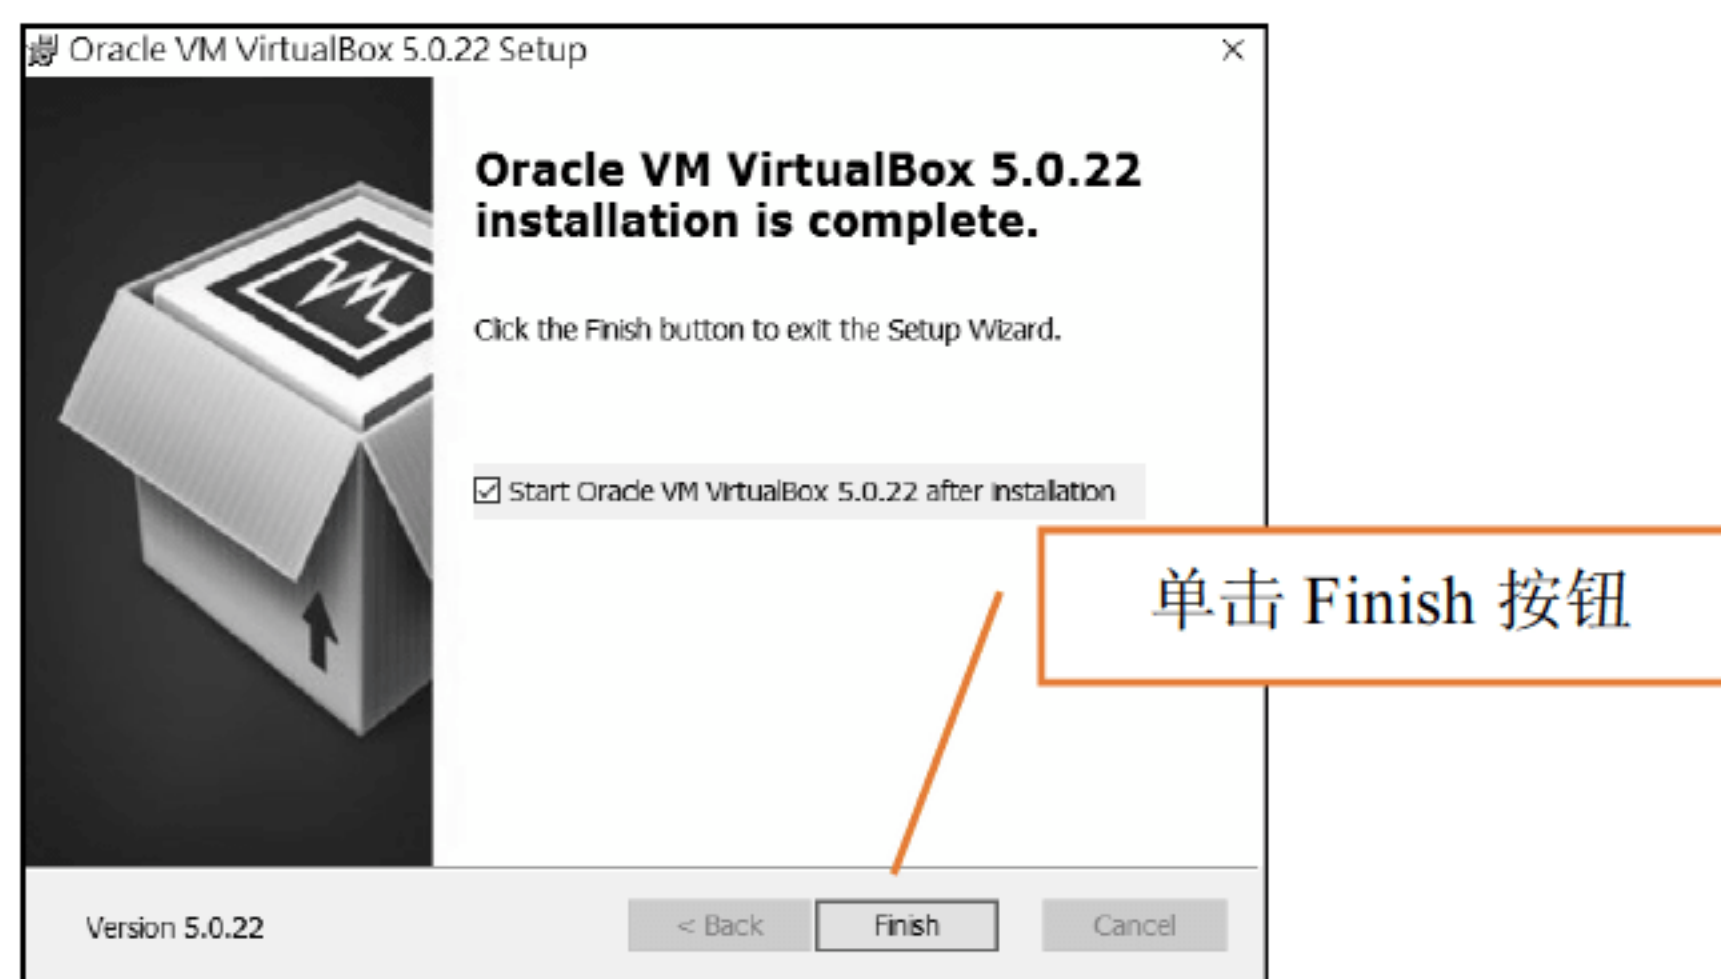 Oracle VM VirtualBox 5.0.22 Setup
Oracle VM VirtualBox 5.0.22
installation is complete.
Click the Finish button to exit the Setup Wizard.
Start Oracle VM VirtualBox 5.0.22 after installation
单击 Finish 按钮
Version 5.0.22
< Back
Finish
Cancel